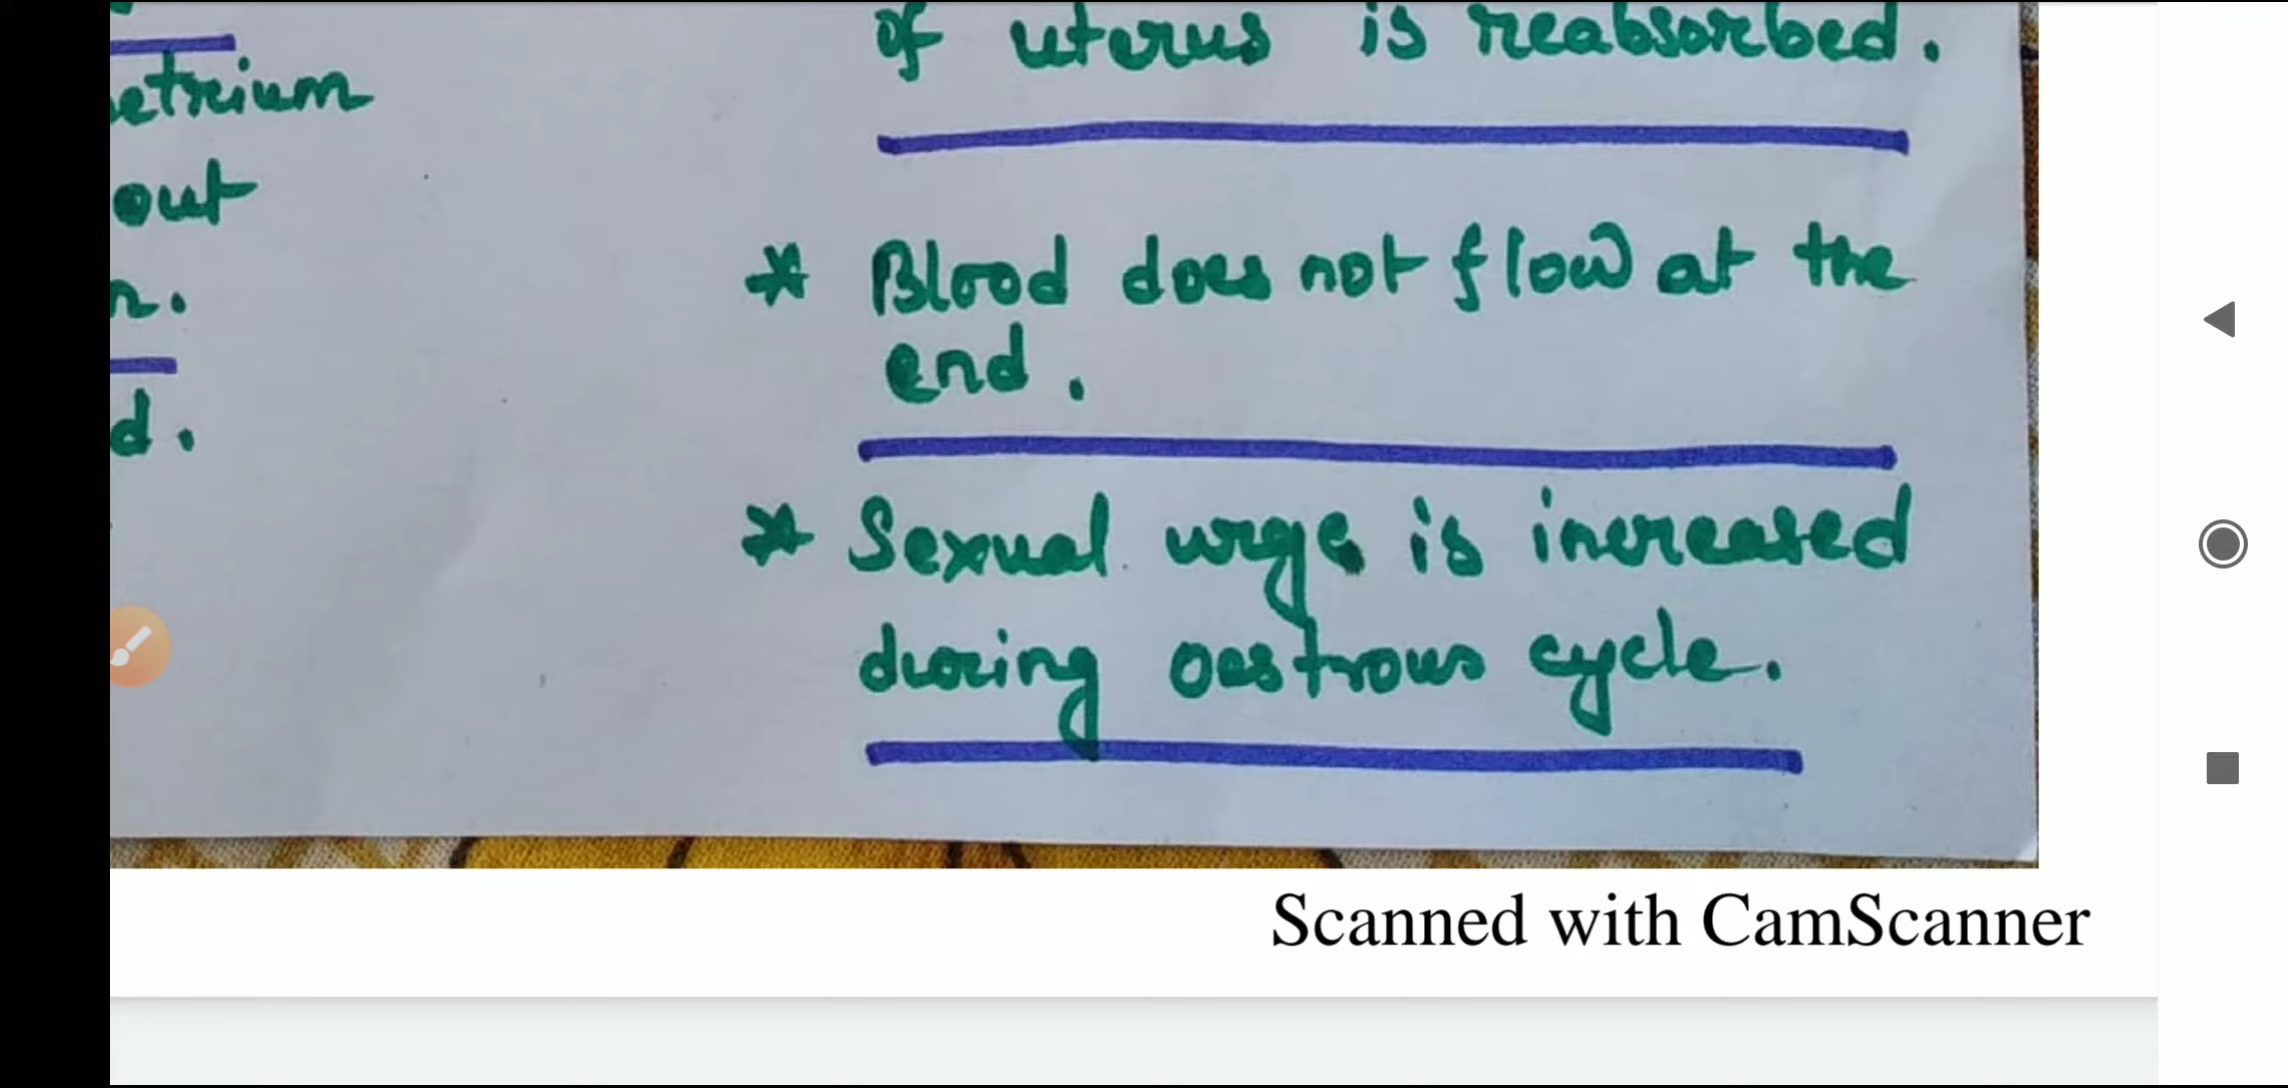 of uterus is reabsorbed.
out
* Blood does not flow at the
end.
* Sexual urge is increased
during oestrous cycle.
Scanned with CamScanner